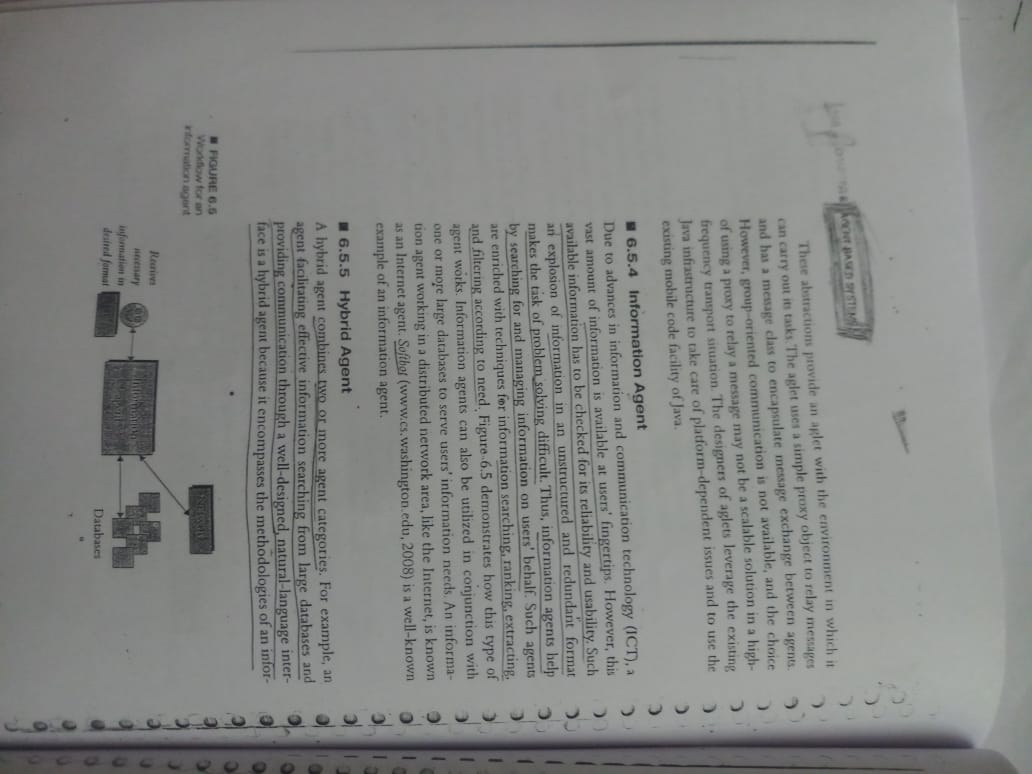 AGENT-BASED SYSTEMS
These abstractions provide an aglet with the environment in which it
can carry out its tasks. The aglet uses a simple proxy object to relay messages
and has a message class to encapsulate message exchange between agents.
However, group-oriented communication is not available, and the choice
of using a proxy to relay a message may not be a scalable solution in a high-
frequency transport situation. The designers of aglets leverage the existing
Java infrastructure to take care of platform-dependent issues and to use the
existing mobile code facility of Java.
■ 6.5.4 Information Agent
Due to advances in information and communication technology (ICT), a
vast amount of information is available at users' fingertips. However, this
available information has to be checked for its reliability and usability. Such
an explosion of information in an unstructured and redundant format
makes the task of problem solving difficult. Thus, information agents help
by searching for and managing information on users' behalf. Such agents
are enriched with techniques for information searching, ranking, extracting,
and filtering according to need. Figure 6.5 demonstrates how this type of
agent works. Information agents can also be utilized in conjunction with
one or more large databases to serve users' information needs. An informa-
tion agent working in a distributed network area, like the Internet, is known
as an Internet agent. Softbot (www.cs.washington.edu, 2008) is a well-known
example of an information agent.
■ 6.5.5 Hybrid Agent
A hybrid agent combines two or more agent categories. For example, an
agent facilitating effective information searching from large databases and
providing communication through a well-designed, natural-language inter-
face is a hybrid agent because it encompasses the methodologies of an infor-
■ FIGURE 6.5
Workflow for an
information agent
Receives
necessary
information in
desired format
Network
Information
agent
Databases